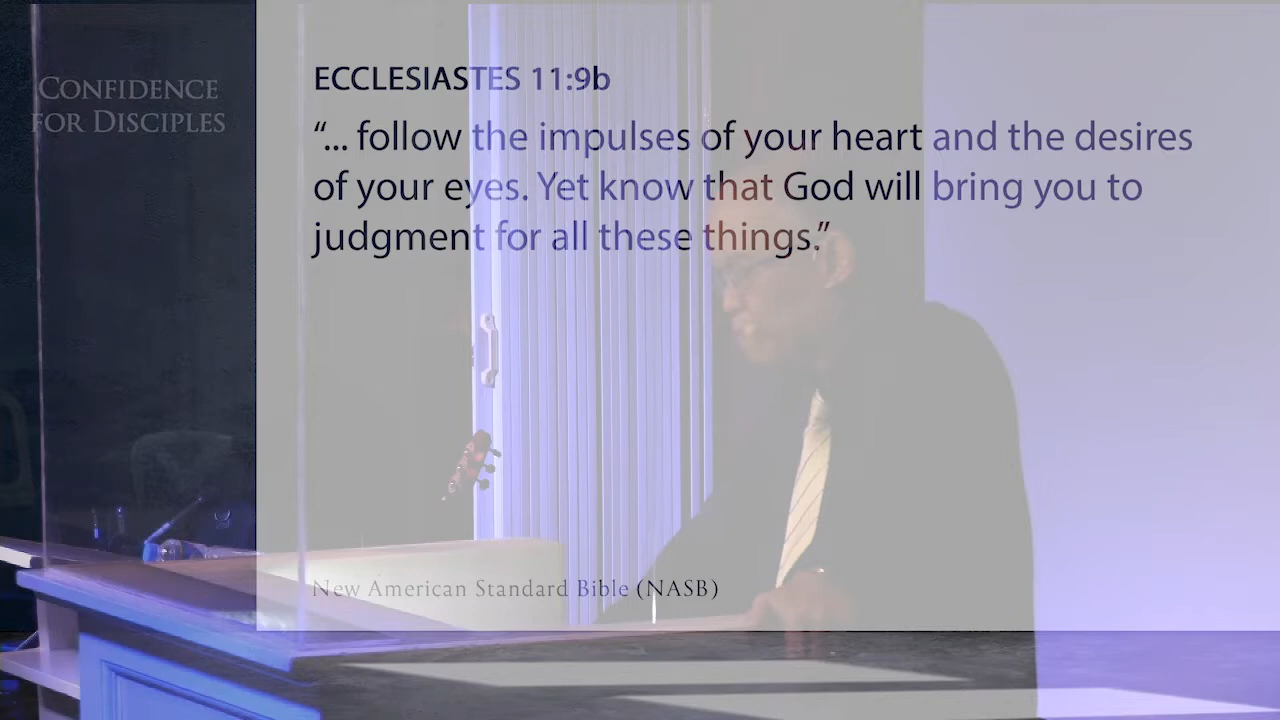 CONFIDENCE
FOR DISCIPLES
ECCLESIASTES 11:9b
“... follow the impulses of your heart and the desires
of your eyes. Yet know that God will bring you to
judgment for all these things.”
New American Standard Bible (NASB)